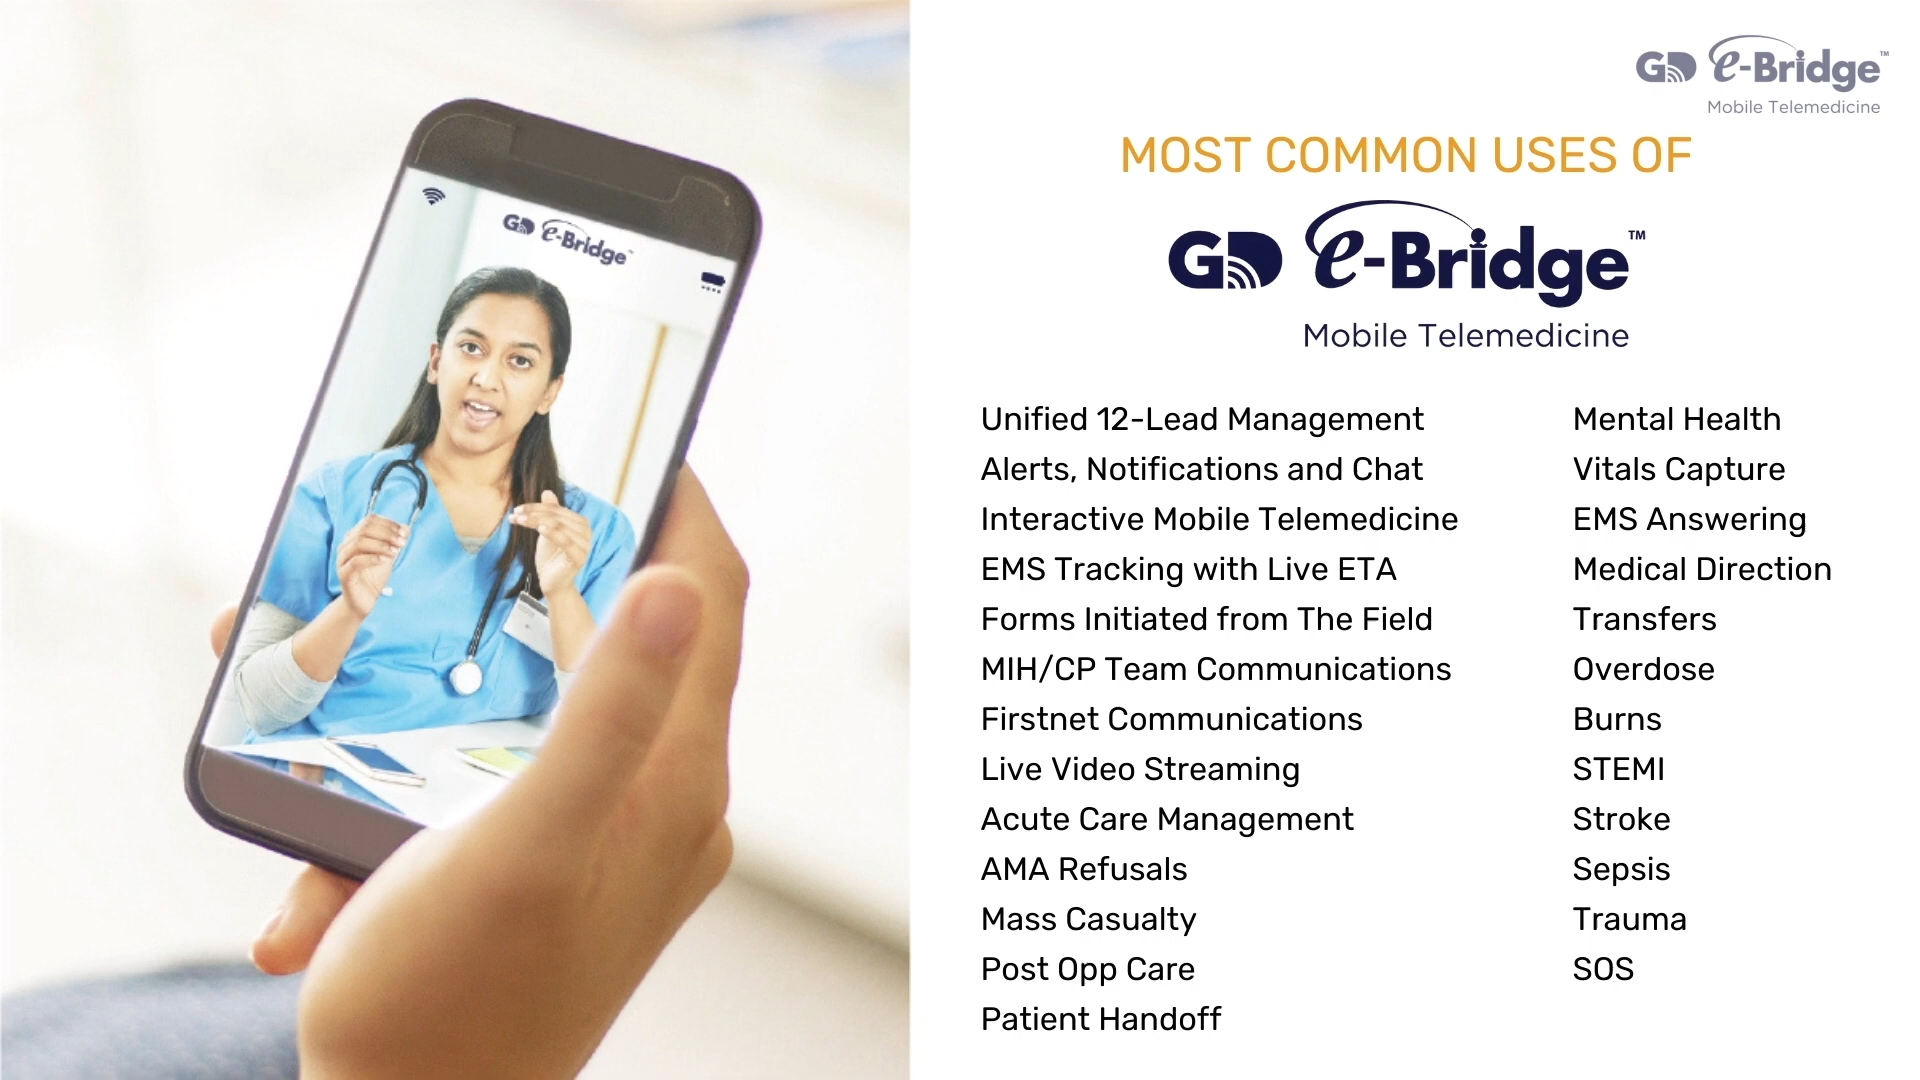 GD e-Bridge™
Mobile Telemedicine
MOST COMMON USES OF
GD e-Bridge™
Mobile Telemedicine
GD e-Bridge™
Unified 12-Lead Management
Alerts, Notifications and Chat
Interactive Mobile Telemedicine
EMS Tracking with Live ETA
Forms Initiated from The Field
MIH/CP Team Communications
Firstnet Communications
Live Video Streaming
Acute Care Management
AMA Refusals
Mass Casualty
Post Opp Care
Patient Handoff
Mental Health
Vitals Capture
EMS Answering
Medical Direction
Transfers
Overdose
Burns
STEMI
Stroke
Sepsis
Trauma
SOS